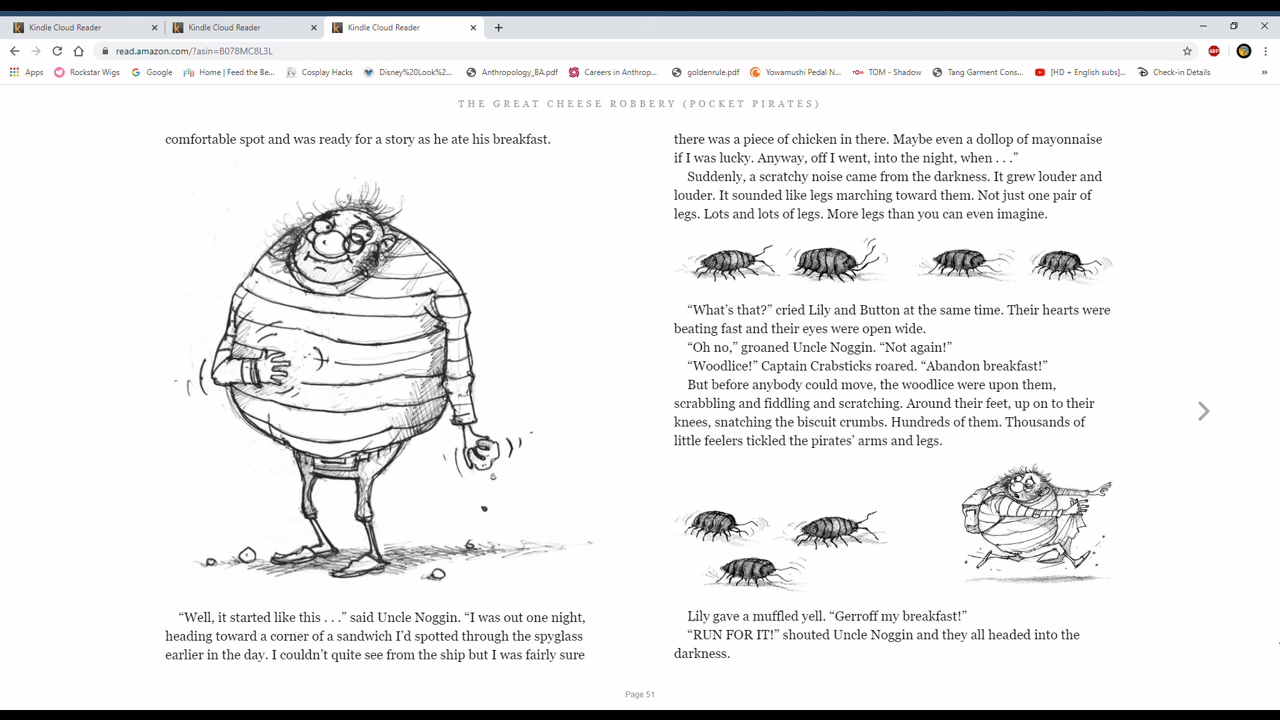 Kindle Cloud Reader
Kindle Cloud Reader
Kindle Cloud Reader
read.amazon.com/?asin=B078MC8L3L
ABP
Apps
Rockstar Wigs
Google
Home | Feed the Be...
Cosplay Hacks
Disney%20Look%2...
Anthropology_BA.pdf
Careers in Anthrop...
goldenrule.pdf
Yowamushi Pedal N...
TOM - Shadow
Tang Garment Cons...
[HD + English subs]...
Check-in Details
»
THE GREAT CHEESE ROBBERY (POCKET PIRATES)
comfortable spot and was ready for a story as he ate his breakfast.
“Well, it started like this . . .” said Uncle Noggin. “I was out one night,
heading toward a corner of a sandwich I’d spotted through the spyglass
earlier in the day. I couldn’t quite see from the ship but I was fairly sure
there was a piece of chicken in there. Maybe even a dollop of mayonnaise
if I was lucky. Anyway, off I went, into the night, when . . .”
Suddenly, a scratchy noise came from the darkness. It grew louder and
louder. It sounded like legs marching toward them. Not just one pair of
legs. Lots and lots of legs. More legs than you can even imagine.
“What’s that?” cried Lily and Button at the same time. Their hearts were
beating fast and their eyes were open wide.
“Oh no,” groaned Uncle Noggin. “Not again!”
“Woodlice!” Captain Crabsticks roared. “Abandon breakfast!”
But before anybody could move, the woodlice were upon them,
scrabbling and fiddling and scratching. Around their feet, up on to their
knees, snatching the biscuit crumbs. Hundreds of them. Thousands of
little feelers tickled the pirates’ arms and legs.
Lily gave a muffled yell. “Gerroff my breakfast!”
“RUN FOR IT!” shouted Uncle Noggin and they all headed into the
darkness.
Page 51